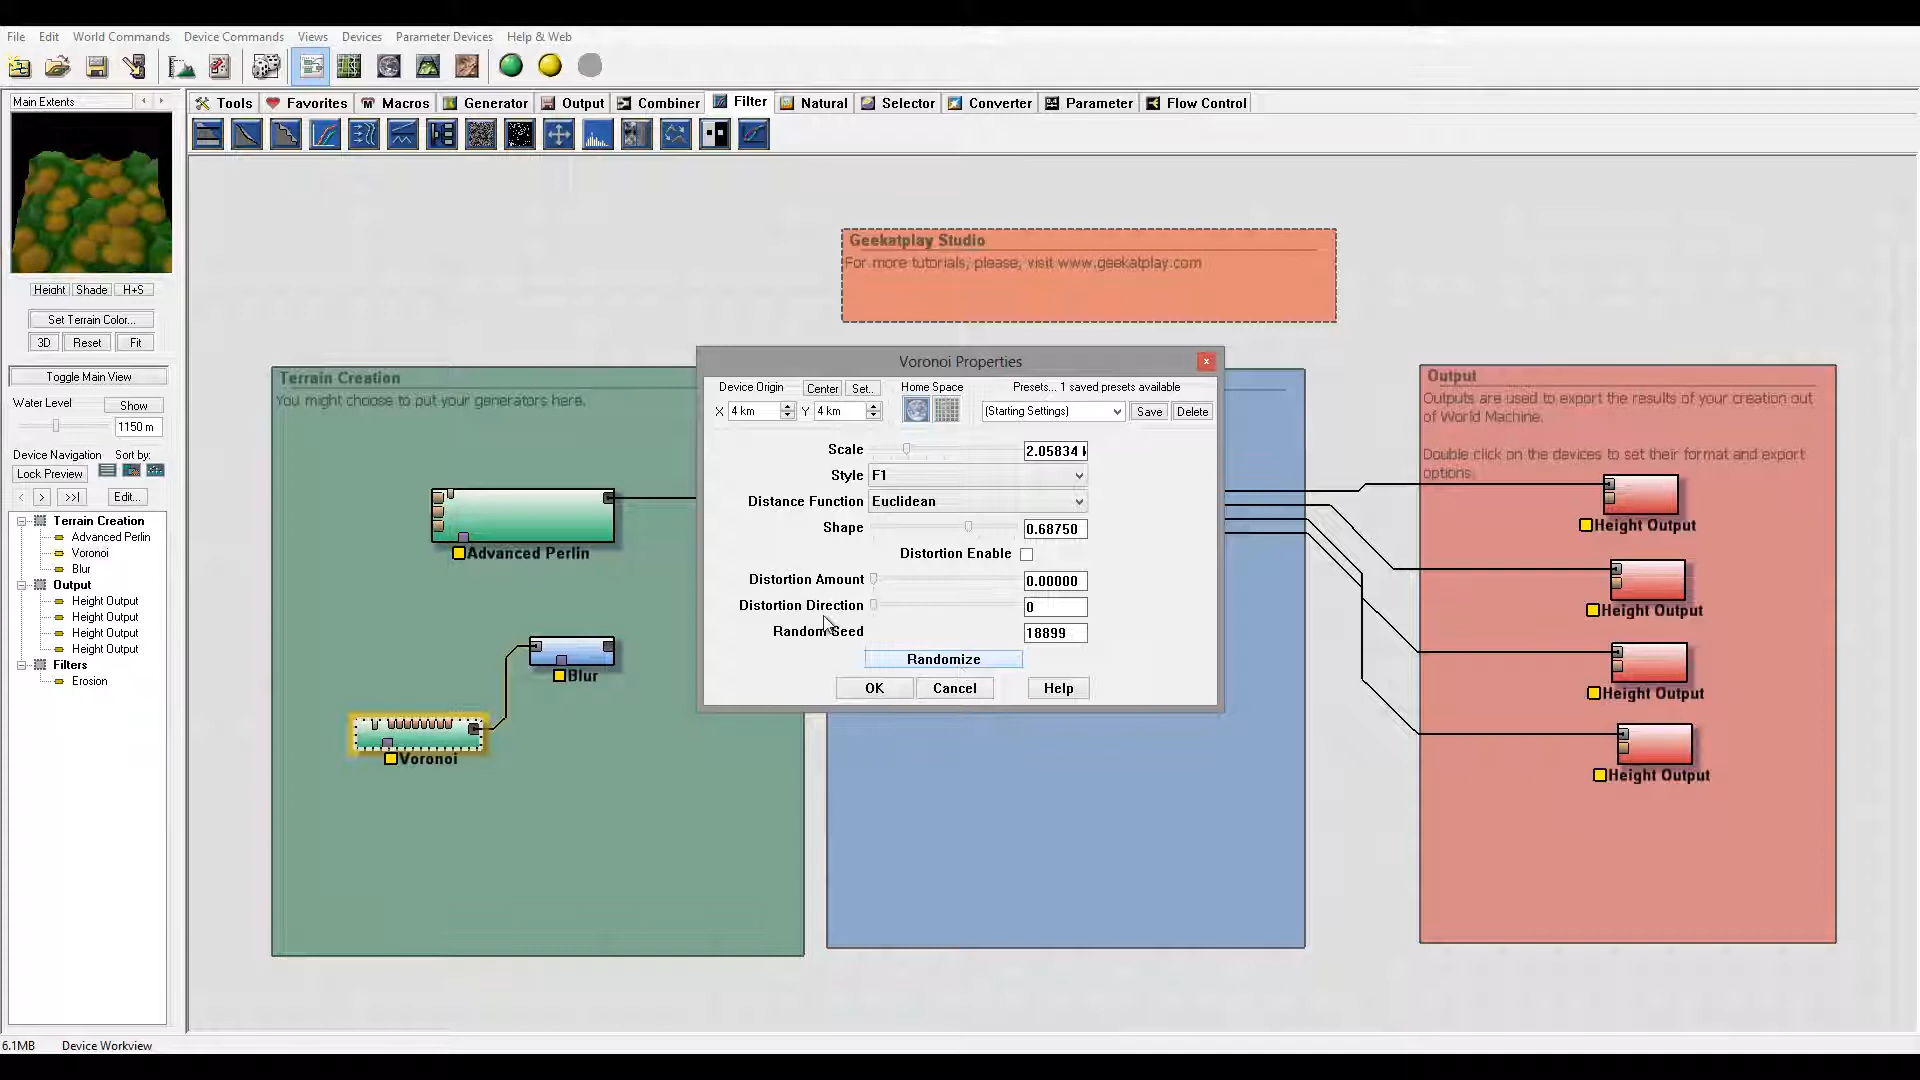 File Edit World Commands Device Commands Views Devices Parameter Devices Help & Web
Main Extents
Tools Favorites Macros Generator Output Combiner Filter Natural Selector Converter Parameter Flow Control
Height Shade H+S
Set Terrain Color...
3D Reset Fit
Toggle Main View
Water Level Show
1150 m
Device Navigation Sort by:
Lock Preview
< > >>| Edit...
Terrain Creation
Advanced Perlin
Voronoi
Blur
Output
Height Output
Height Output
Height Output
Height Output
Filters
Erosion
Geekatplay Studio
For more tutorials, please, visit www.geekatplay.com
Terrain Creation
You might choose to put your generators here.
Advanced Perlin
Blur
Voronoi
Voronoi Properties
x
Device Origin Center Set.. Home Space Presets... 1 saved presets available
X 4 km Y 4 km (Starting Settings) Save Delete
Scale 2.05834
Style F1
Distance Function Euclidean
Shape 0.68750
Distortion Enable
Distortion Amount 0.00000
Distortion Direction 0
Random Seed 18899
Randomize
OK Cancel Help
Output
Outputs are used to export the results of your creation out
of World Machine.
Double click on the devices to set their format and export
options.
Height Output
Height Output
Height Output
Height Output
6.1MB Device Workview